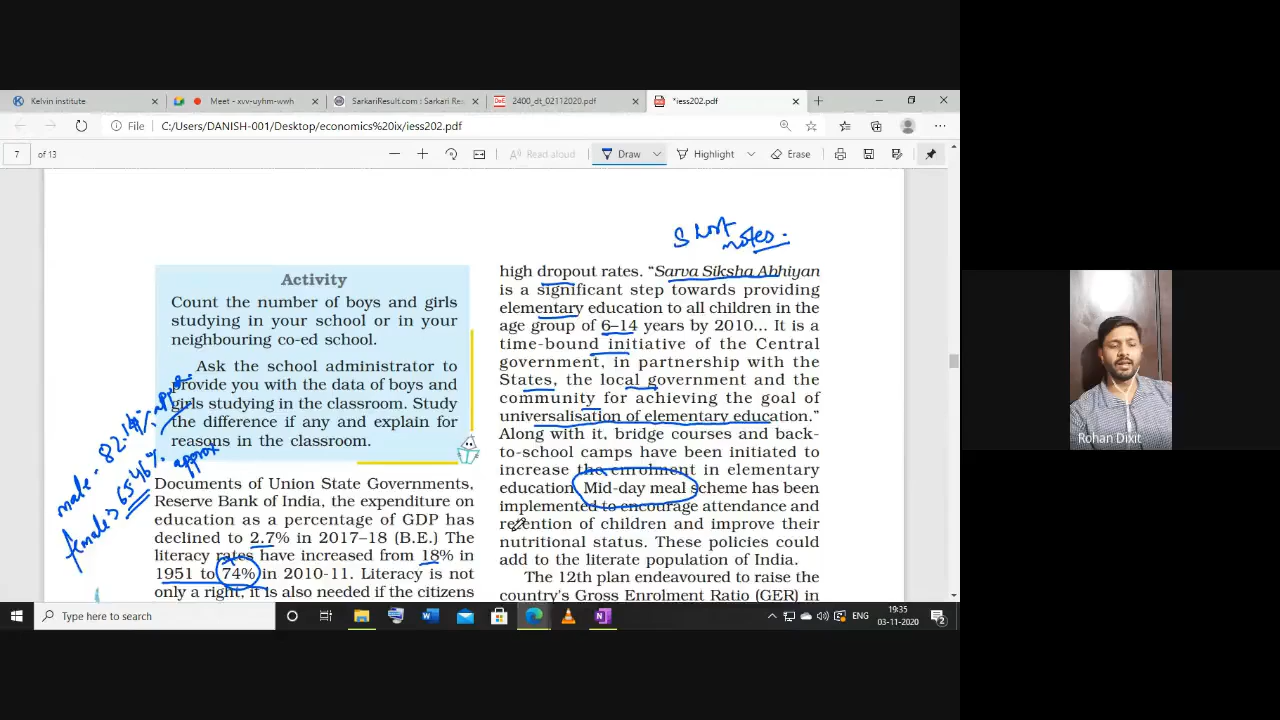 Kelvin institute
Meet - xvv-uyhm-wwh
SarkariResult.com : Sarkari Res
2400_dt_02112020.pdf
*iess202.pdf
File
C:/Users/DANISH-001/Desktop/economics%20ix/iess202.pdf
7 of 13
Read aloud
Draw
Highlight
Erase
Short
notes:
Activity
Count the number of boys and girls
studying in your school or in your
neighbouring co-ed school.
Ask the school administrator to
provide you with the data of boys and
girls studying in the classroom. Study
the difference if any and explain for
reasons in the classroom.
male - 82.14% approx.
female > 65.46% approx
Documents of Union State Governments,
Reserve Bank of India, the expenditure on
education as a percentage of GDP has
declined to 2.7% in 2017–18 (B.E.) The
literacy rates have increased from 18% in
1951 to 74% in 2010-11. Literacy is not
only a right, it is also needed if the citizens
high dropout rates. “Sarva Siksha Abhiyan
is a significant step towards providing
elementary education to all children in the
age group of 6–14 years by 2010... It is a
time-bound initiative of the Central
government, in partnership with the
States, the local government and the
community for achieving the goal of
universalisation of elementary education.”
Along with it, bridge courses and back-
to-school camps have been initiated to
increase the enrolment in elementary
education. Mid-day meal scheme has been
implemented to encourage attendance and
retention of children and improve their
nutritional status. These policies could
add to the literate population of India.
The 12th plan endeavoured to raise the
country’s Gross Enrolment Ratio (GER) in
Rohan Dixit
Type here to search
ENG
19:35
03-11-2020
2